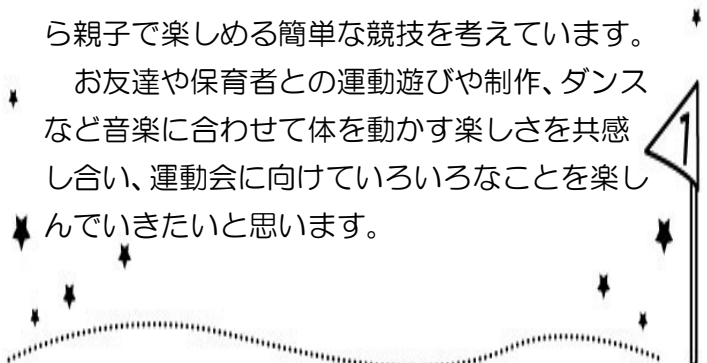 ら親子で楽しめる簡単な競技を考えています。
お友達や保育者との運動遊びや制作、ダンス
など音楽に合わせて体を動かす楽しさを共感
し合い、運動会に向けていろいろなことを楽し
んでいきたいと思います。
1